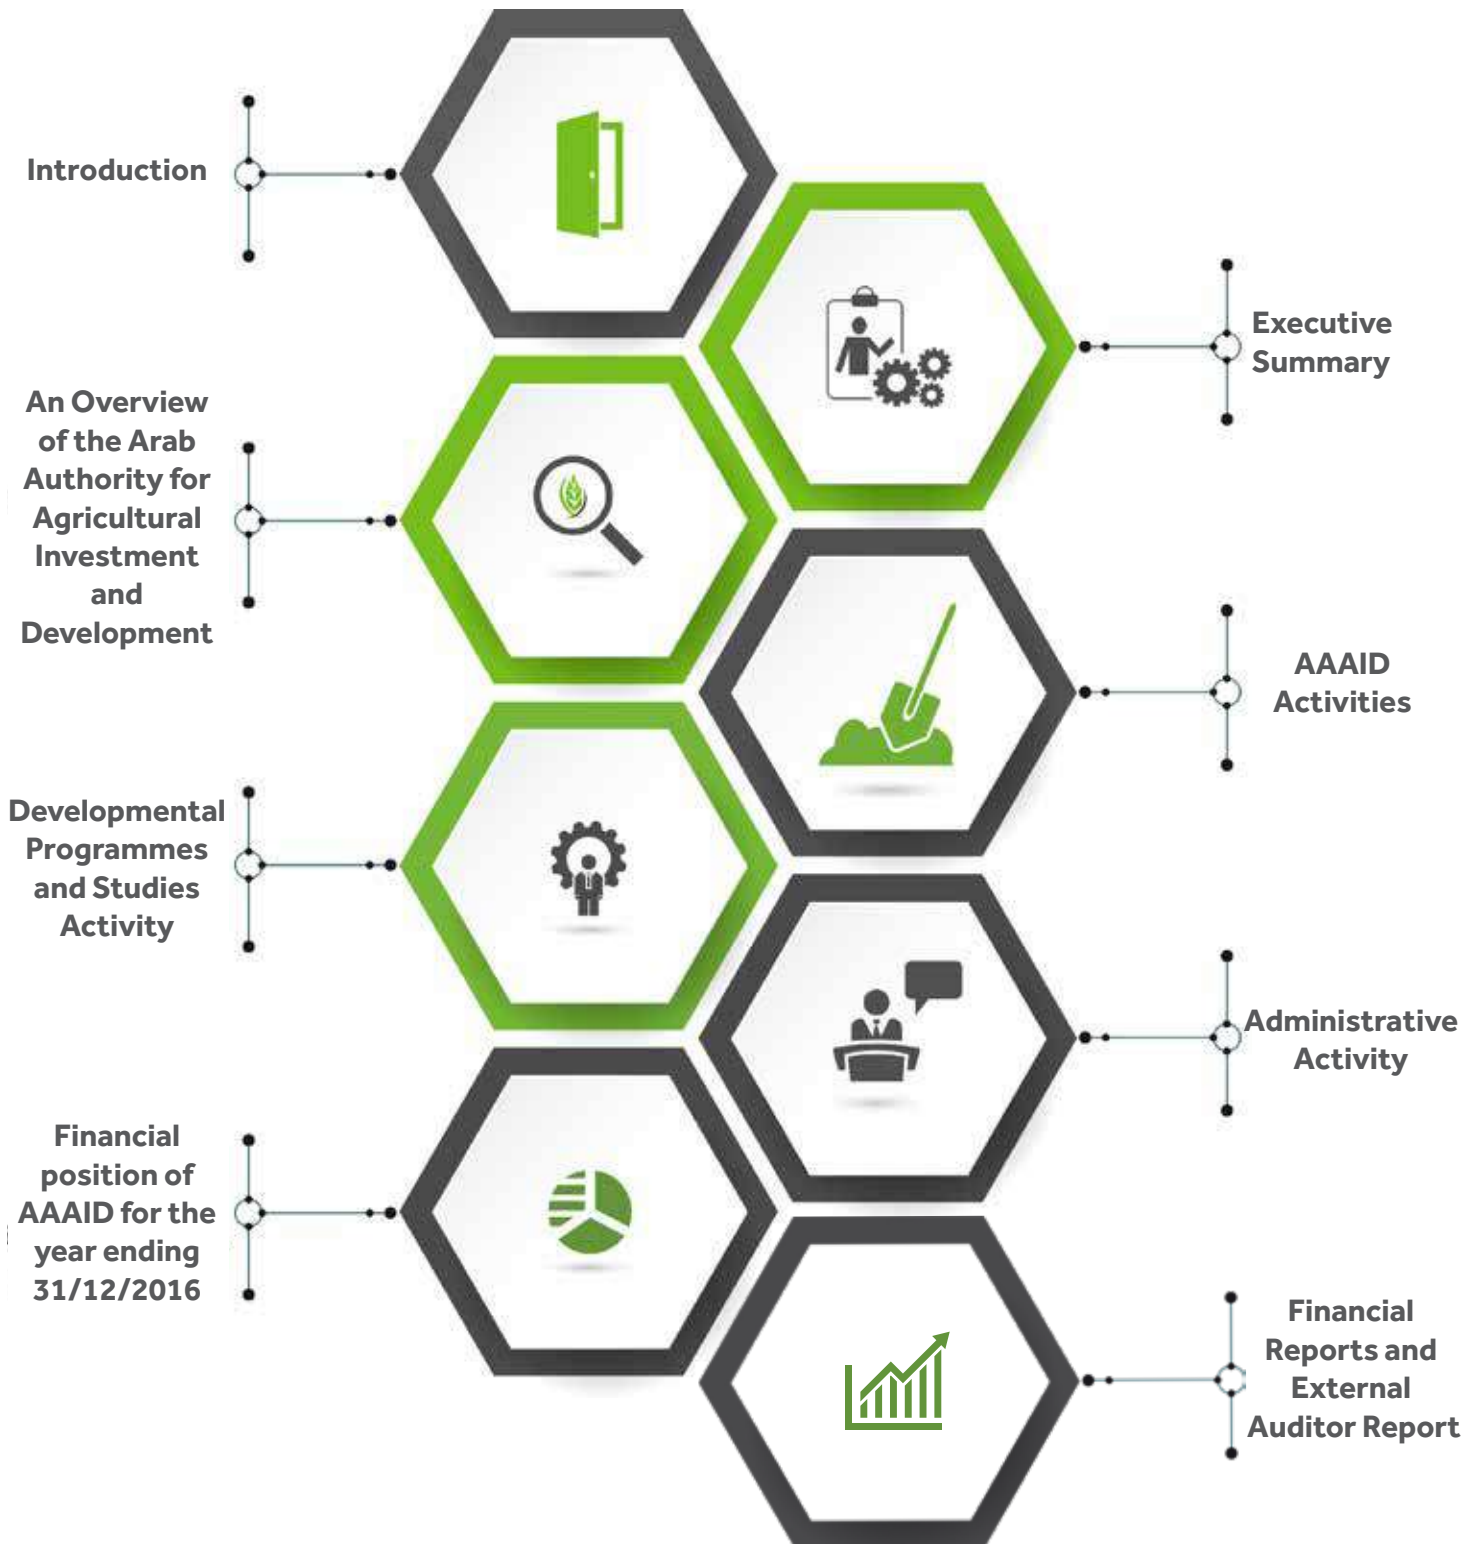 Introduction
Executive
Summary
An Overview
of the Arab
Authority for
Agricultural
Investment
and
Development
AAAID
Activities
Developmental
Programmes
and Studies
Activity
Administrative
Activity
Financial
position of
AAAID for the
year ending
31/12/2016
Financial
Reports and
External
Auditor Report